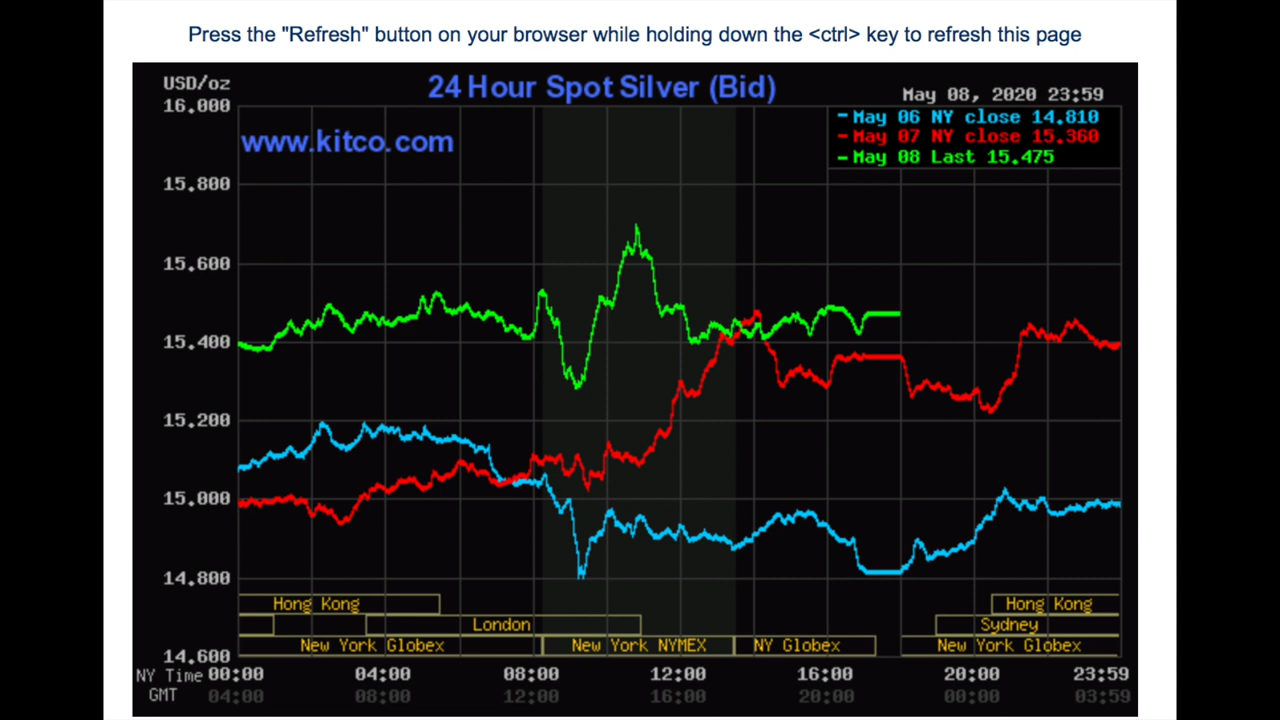 Press the "Refresh" button on your browser while holding down the <ctrl> key to refresh this page
USD/oz
24 Hour Spot Silver (Bid)
May 08, 2020 23:59
16.000
May 06 NY close 14.810
www.kitco.com
May 07 NY close 15.360
May 08 Last 15.475
15.800
15.600
15.400
15.200
15.000
14.800
Hong Kong Hong Kong
London Sydney
New York Globex New York NYMEX NY Globex New York Globex
14.600
NY Time 00:00 04:00 08:00 12:00 16:00 20:00 23:59
GMT 04:00 08:00 12:00 16:00 20:00 00:00 03:59